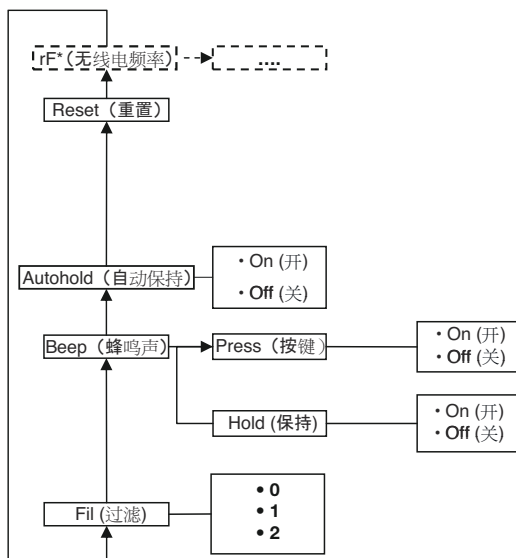 rF*(无线电频率)
....
Reset（重置）
Autohold（自动保持）
• On (开)
• Off (关)
Beep（蜂鸣声）
Press（按键）
• On (开)
• Off (关)
Hold (保持)
• On (开)
• Off (关)
Fil (过滤)
• 0
• 1
• 2